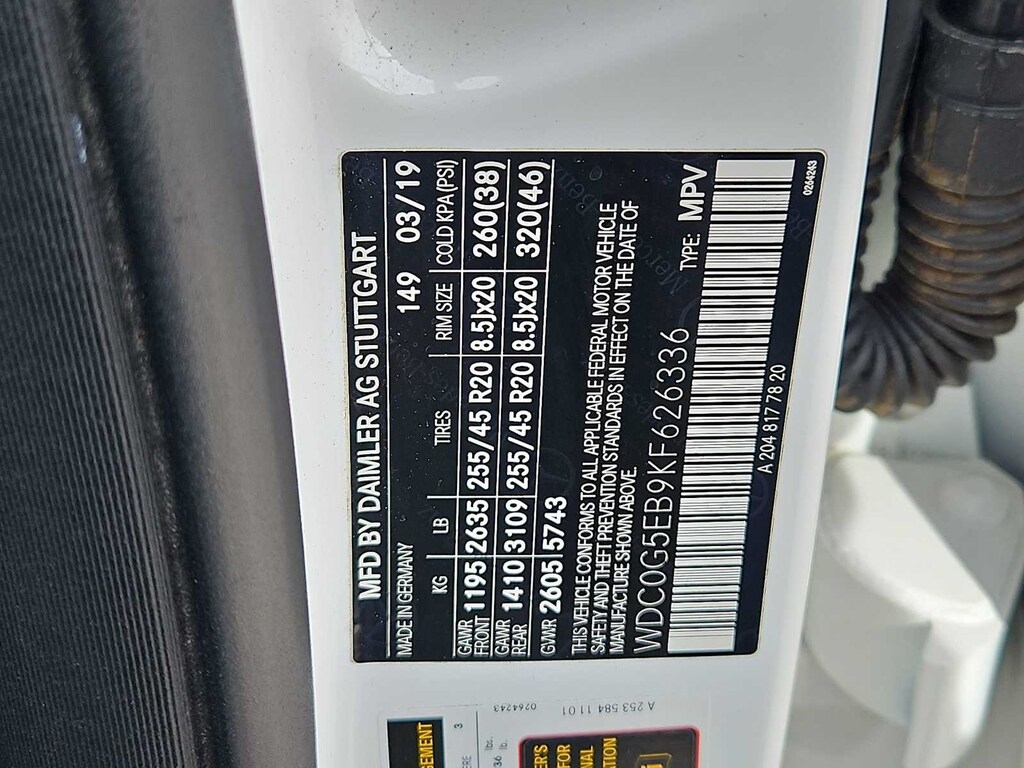 MFD BY DAIMLER AG STUTTGART
MADE IN GERMANY 149 03/19
KG LB TIRES RIM SIZE COLD KPA(PSI)
GAWR FRONT 1195 2635 255/45 R20 8.5Jx20 260(38)
GAWR REAR 1410 3109 255/45 R20 8.5Jx20 320(46)
GVWR 2605 5743
THIS VEHICLE CONFORMS TO ALL APPLICABLE FEDERAL MOTOR VEHICLE
SAFETY AND THEFT PREVENTION STANDARDS IN EFFECT ON THE DATE OF
MANUFACTURE SHOWN ABOVE.
WDC0G5EB9KF626336 TYPE: MPV
A 204 817 78 20
0264243
A 253 584 11 01
0264243
3
lbs.
lb.